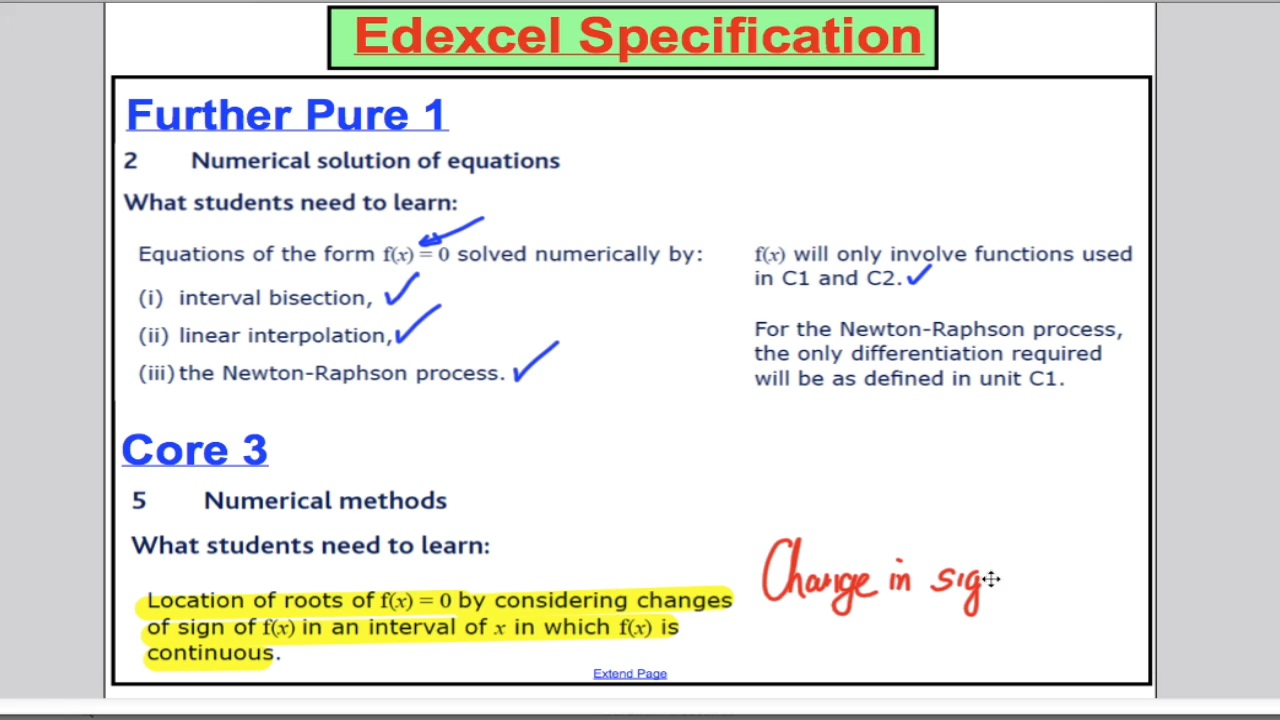 Edexcel Specification
Further Pure 1
2 Numerical solution of equations
What students need to learn:
Equations of the form f(x) = 0 solved numerically by:
(i) interval bisection,
(ii) linear interpolation,
(iii) the Newton-Raphson process.
f(x) will only involve functions used
in C1 and C2.
For the Newton-Raphson process,
the only differentiation required
will be as defined in unit C1.
Core 3
5 Numerical methods
What students need to learn:
Location of roots of f(x) = 0 by considering changes
of sign of f(x) in an interval of x in which f(x) is
continuous.
Change in sig
Extend Page